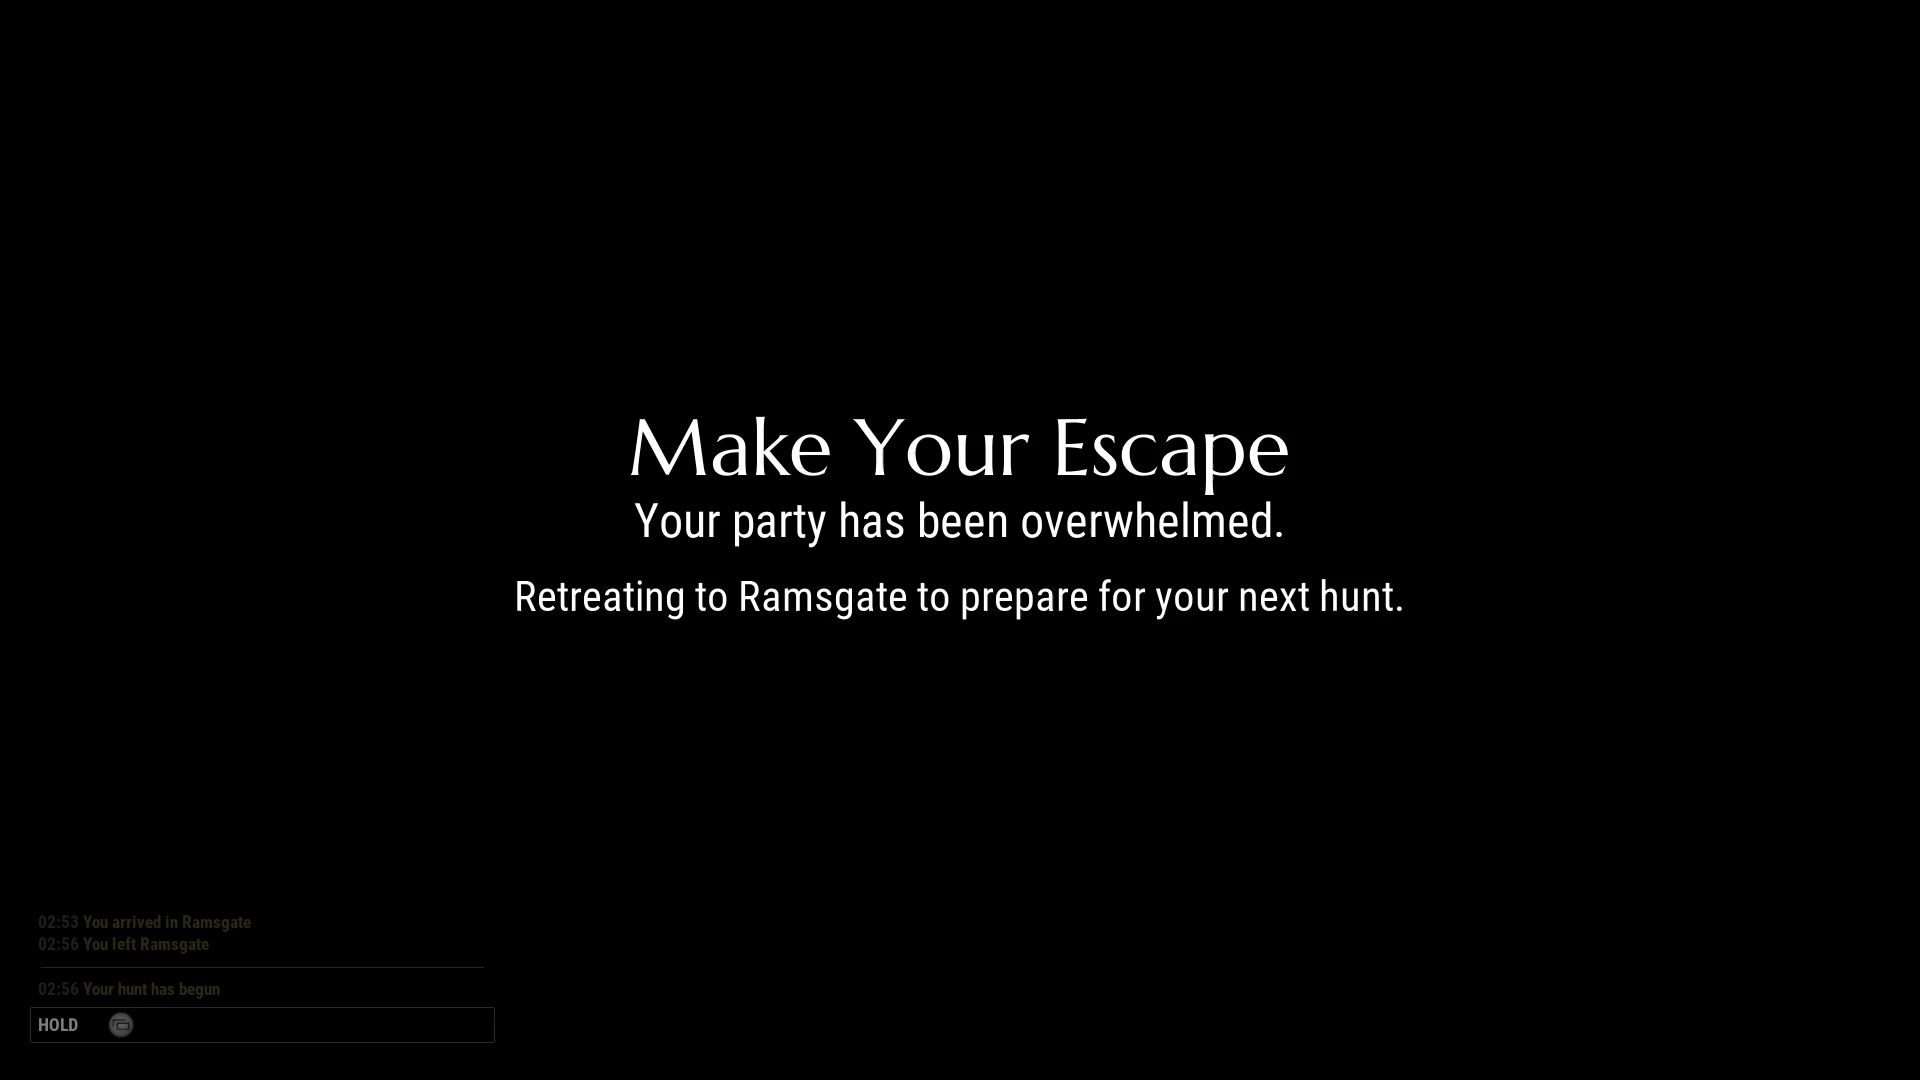 Make Your Escape
Your party has been overwhelmed.
Retreating to Ramsgate to prepare for your next hunt.
02:53 You arrived in Ramsgate
02:56 You left Ramsgate
02:56 Your hunt has begun
HOLD